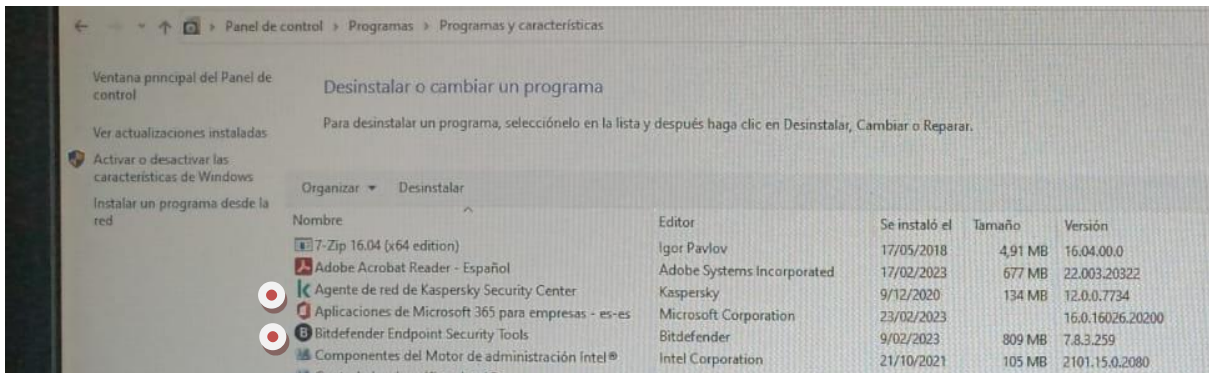 Panel de control > Programas > Programas y características
Ventana principal del Panel de control
Desinstalar o cambiar un programa
Ver actualizaciones instaladas
Para desinstalar un programa, selecciónelo en la lista y después haga clic en Desinstalar, Cambiar o Reparar.
Activar o desactivar las características de Windows
Instalar un programa desde la red
Organizar Desinstalar
Nombre Editor Se instaló el Tamaño Versión
7-Zip 16.04 (x64 edition) Igor Pavlov 17/05/2018 4,91 MB 16.04.00.0
Adobe Acrobat Reader - Español Adobe Systems Incorporated 17/02/2023 677 MB 22.003.20322
Agente de red de Kaspersky Security Center Kaspersky 9/12/2020 134 MB 12.0.0.7734
Aplicaciones de Microsoft 365 para empresas - es-es Microsoft Corporation 23/02/2023 16.0.16026.20200
Bitdefender Endpoint Security Tools Bitdefender 9/02/2023 809 MB 7.8.3.259
Componentes del Motor de administración Intel® Intel Corporation 21/10/2021 105 MB 2101.15.0.2080